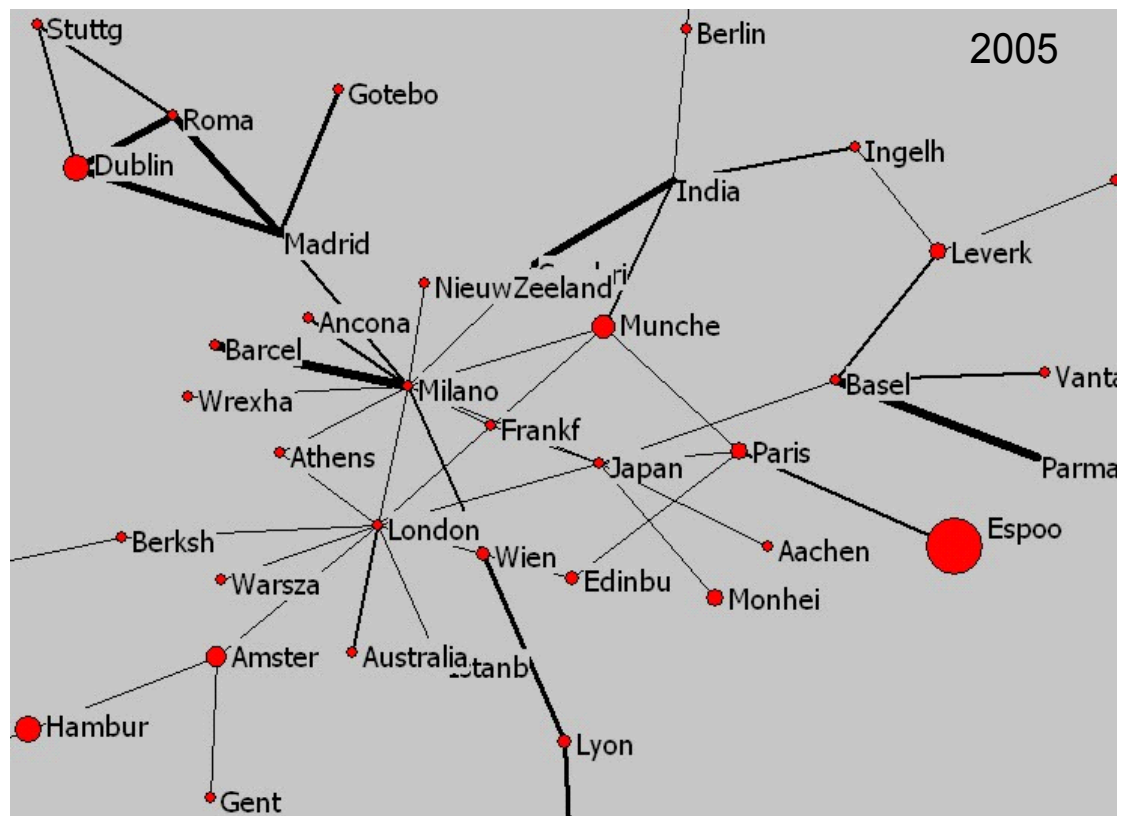 Stuttg
Berlin
2005
Gotebo
Roma
Ingelh
Dublin
India
Madrid
Leverk
NieuwZeeland
Ancona
Munche
Barcel
Vanta
Basel
Milano
Wrexha
Frankf
Paris
Athens
Japan
Parma
London
Espoo
Berksh
Aachen
Wien
Edinbu
Warsza
Monhei
Amster
Australia
Hambur
Lyon
Gent